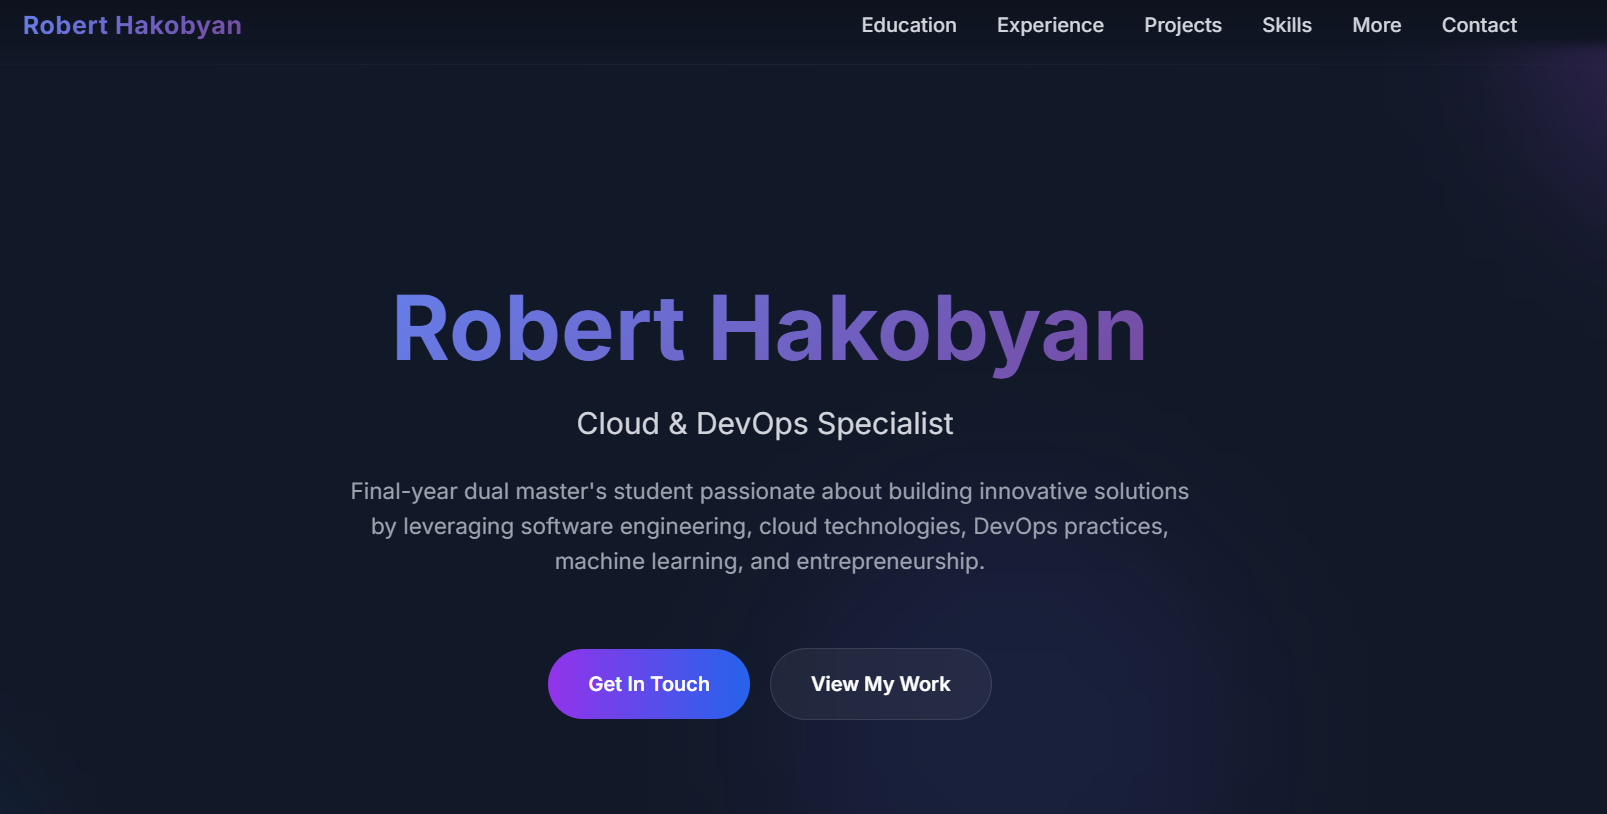 Robert Hakobyan
Education Experience Projects Skills More Contact
Robert Hakobyan
Cloud & DevOps Specialist
Final-year dual master's student passionate about building innovative solutions
by leveraging software engineering, cloud technologies, DevOps practices,
machine learning, and entrepreneurship.
Get In Touch
View My Work